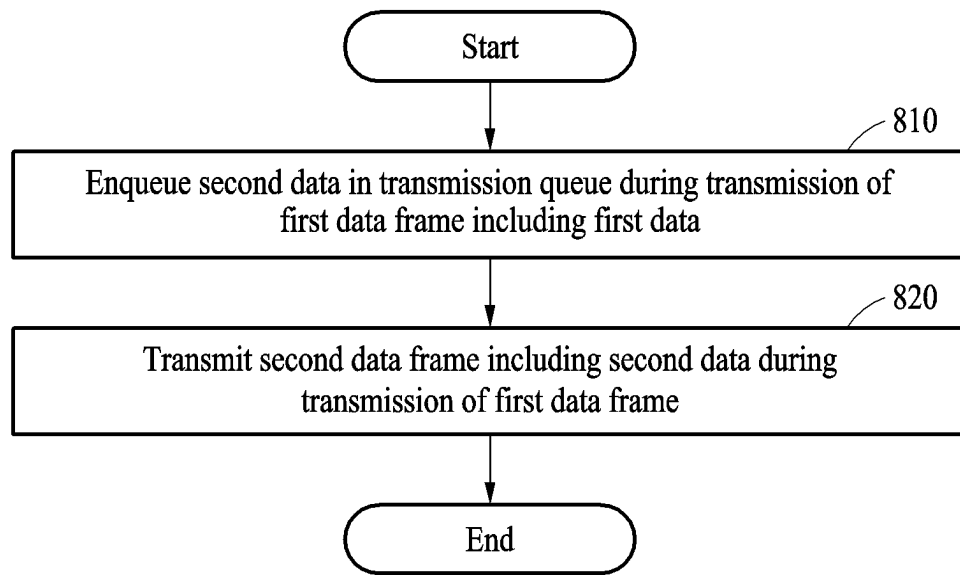 Start
810
Enqueue second data in transmission queue during transmission of
first data frame including first data
820
Transmit second data frame including second data during
transmission of first data frame
End